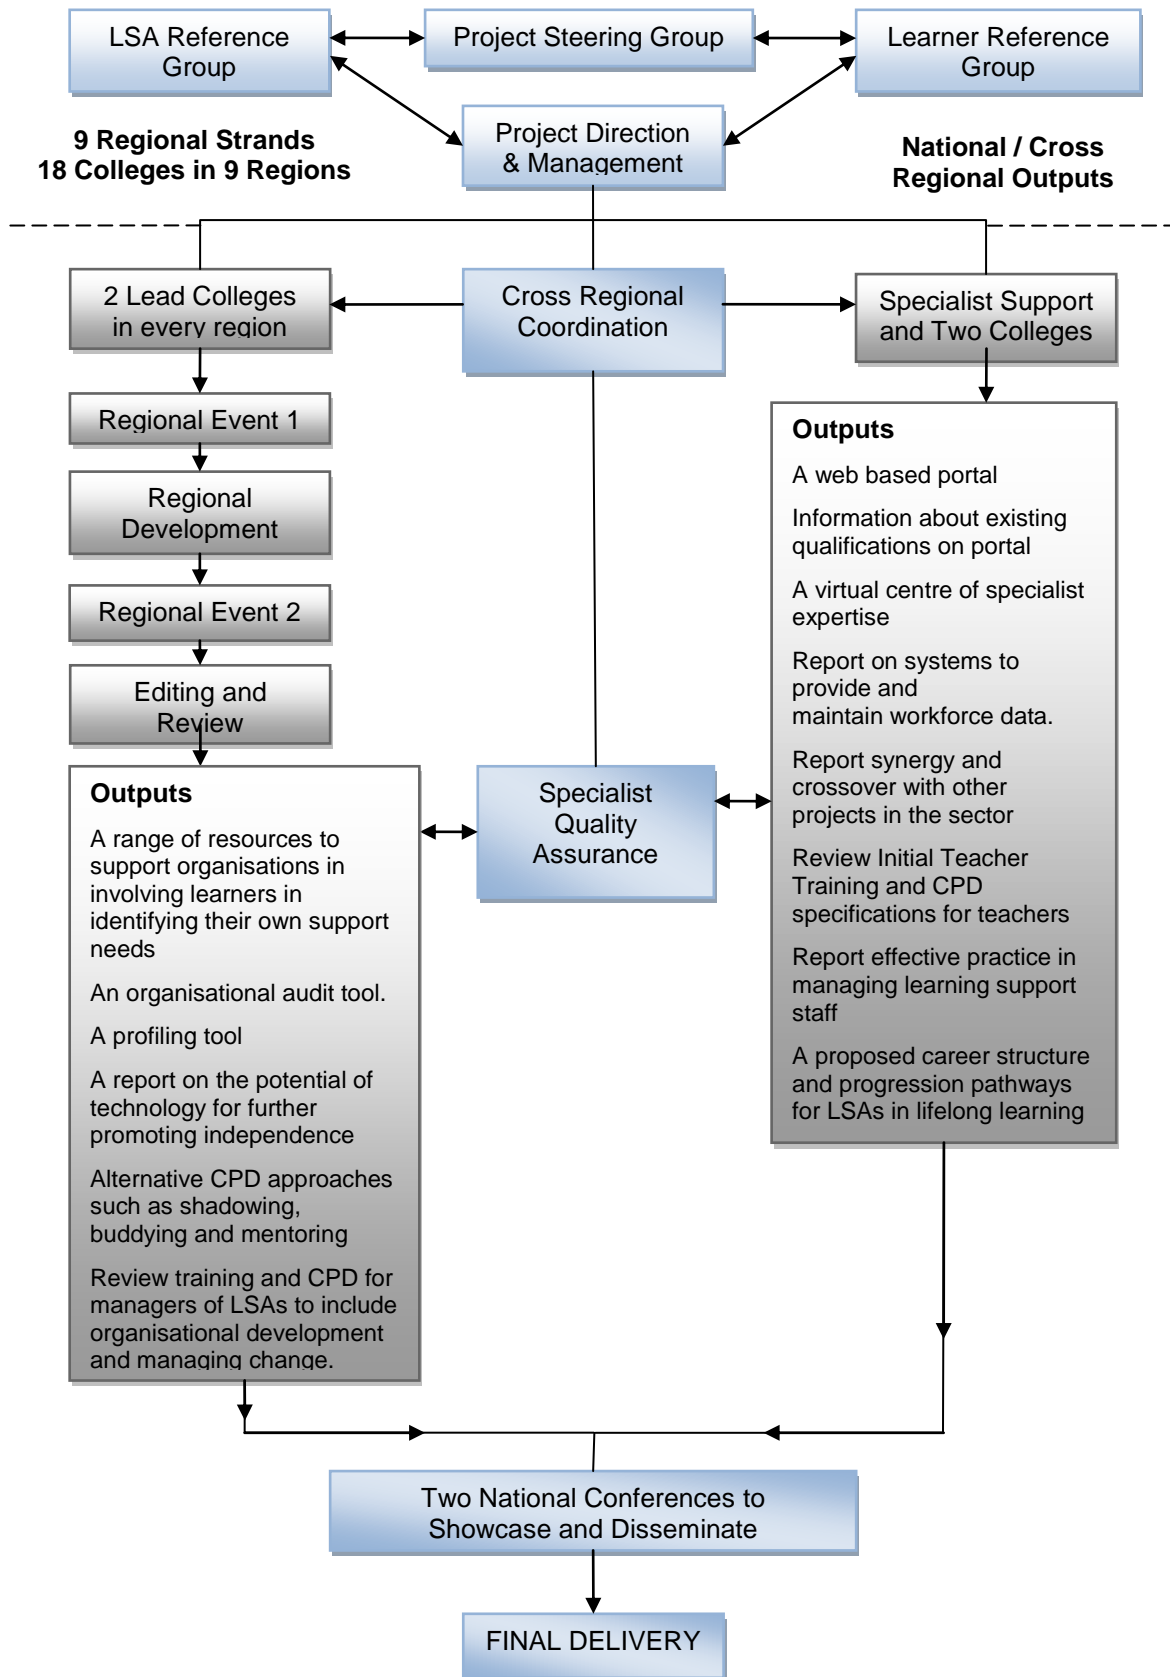 LSA Reference
Group
Project Steering Group
Learner Reference
Group
9 Regional Strands
18 Colleges in 9 Regions
Project Direction
& Management
National / Cross
Regional Outputs
2 Lead Colleges
in every region
Cross Regional
Coordination
Specialist Support
and Two Colleges
Regional Event 1
Regional
Development
Regional Event 2
Editing and
Review
Outputs
A range of resources to
support organisations in
involving learners in
identifying their own support
needs
An organisational audit tool.
A profiling tool
A report on the potential of
technology for further
promoting independence
Alternative CPD approaches
such as shadowing,
buddying and mentoring
Review training and CPD for
managers of LSAs to include
organisational development
and managing change.
Specialist
Quality
Assurance
Outputs
A web based portal
Information about existing
qualifications on portal
A virtual centre of specialist
expertise
Report on systems to
provide and
maintain workforce data.
Report synergy and
crossover with other
projects in the sector
Review Initial Teacher
Training and CPD
specifications for teachers
Report effective practice in
managing learning support
staff
A proposed career structure
and progression pathways
for LSAs in lifelong learning
Two National Conferences to
Showcase and Disseminate
FINAL DELIVERY